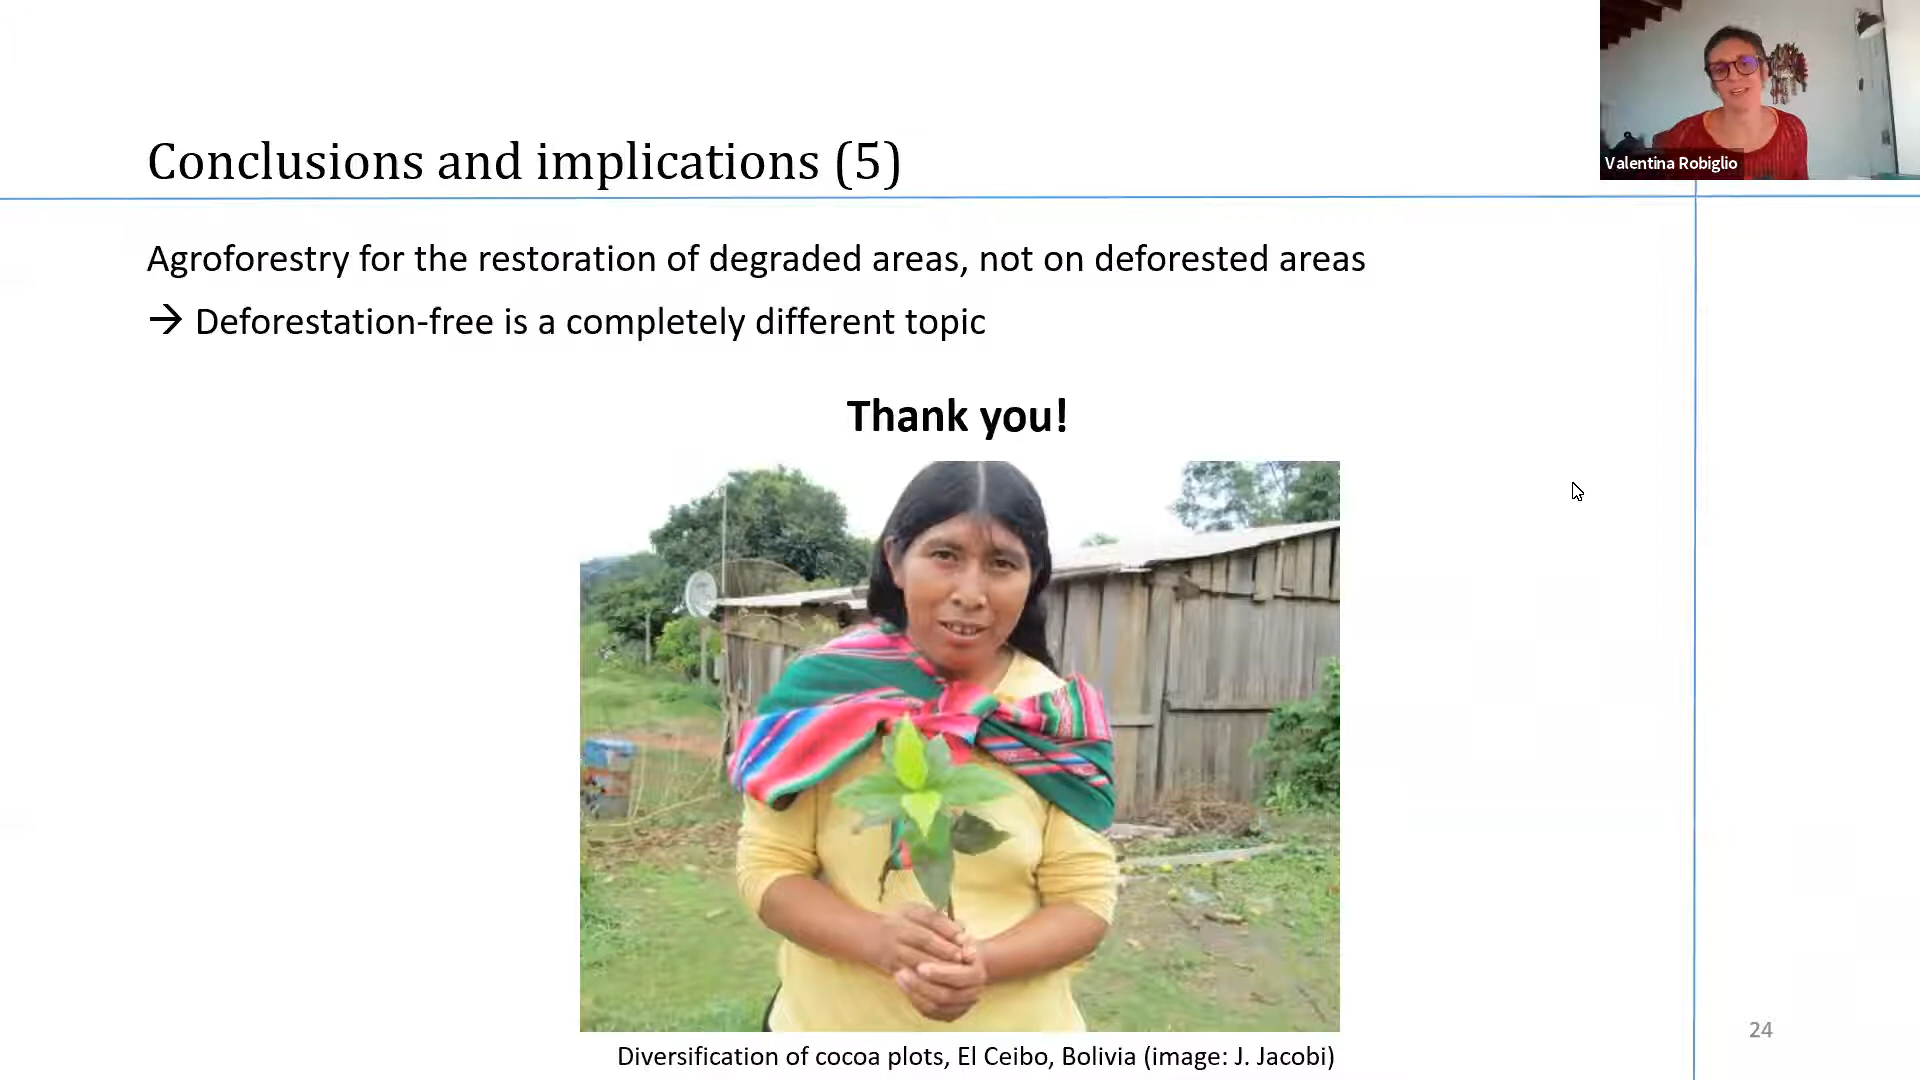 Valentina Robiglio
Conclusions and implications (5)
Agroforestry for the restoration of degraded areas, not on deforested areas
→ Deforestation-free is a completely different topic
Thank you!
Diversification of cocoa plots, El Ceibo, Bolivia (image: J. Jacobi)
24